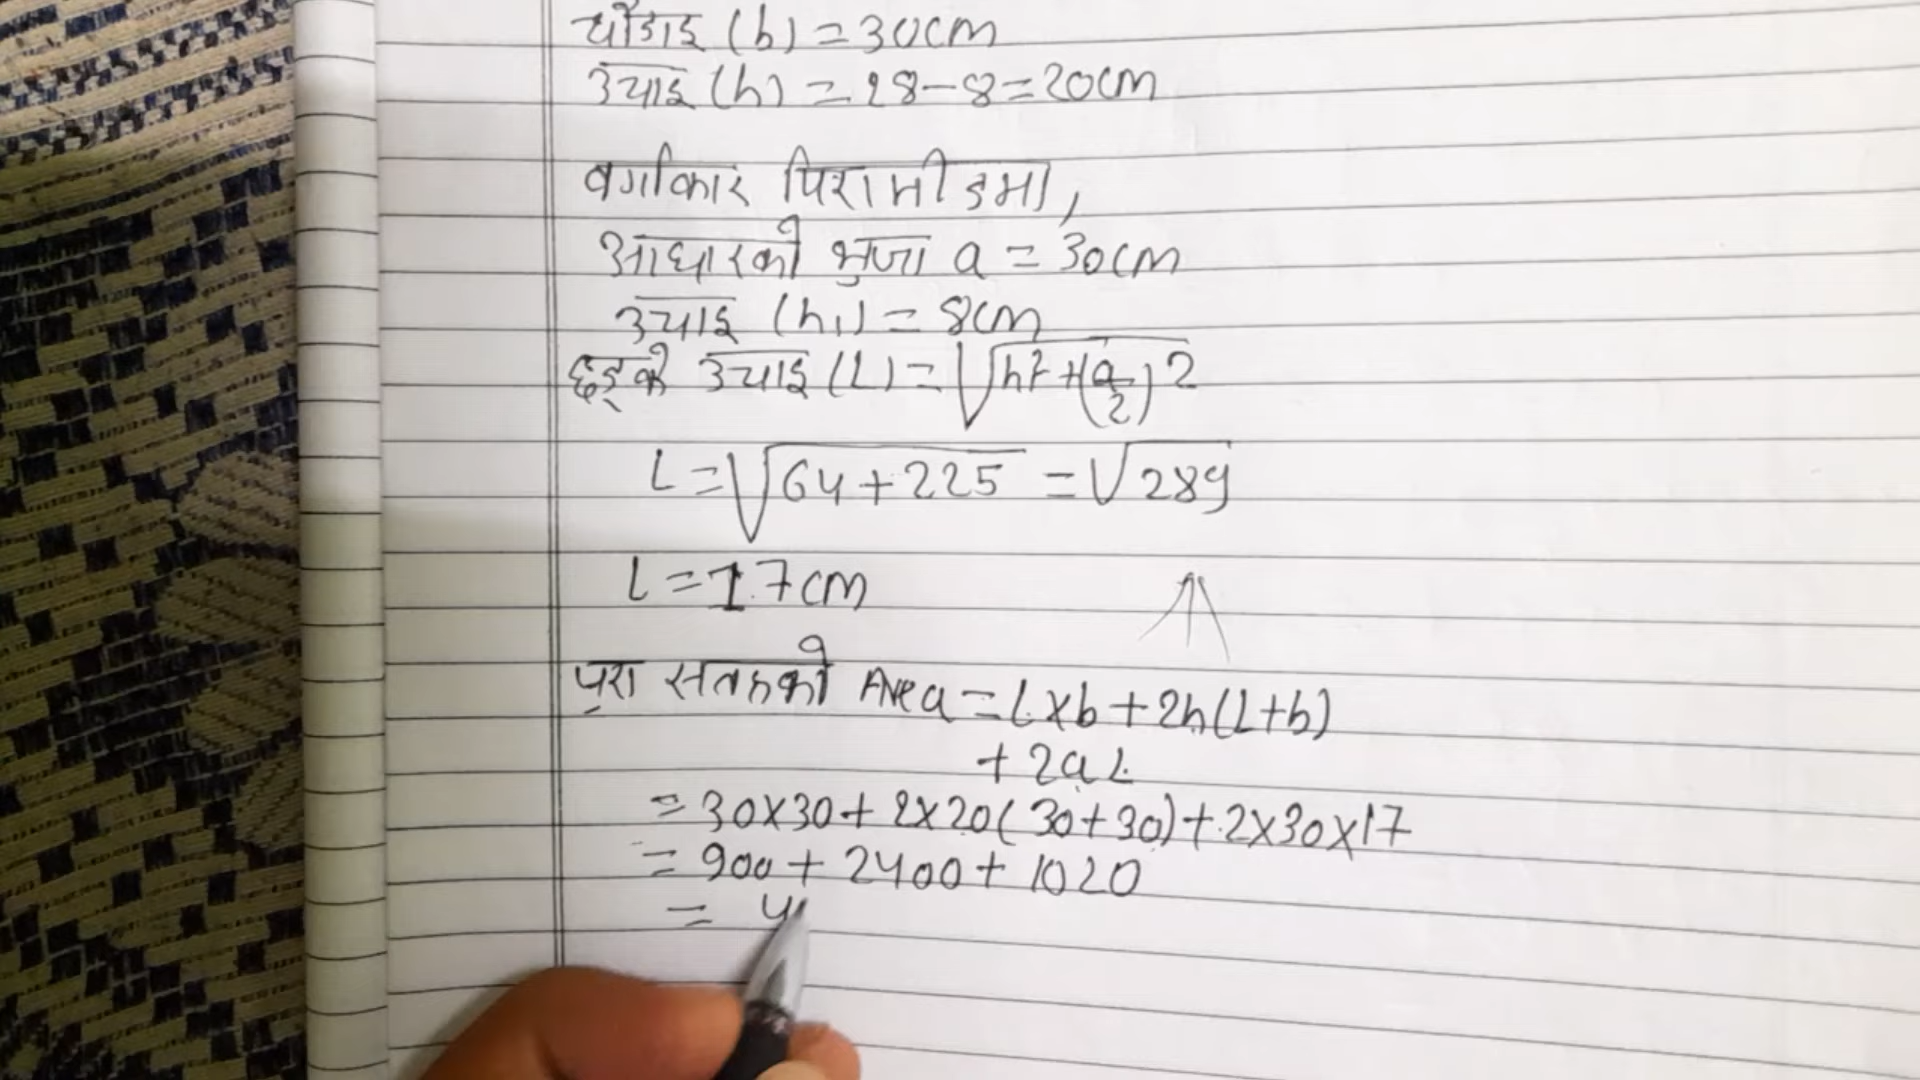 चौडाइ (b) = 30cm
उचाइ (h) = 28-8=20cm
वर्गाकार पिरामीडमा,
आधारको भुजा a = 30cm
उचाइ (h₁) = 8cm
छड्के उचाइ (L) = √h²+(a/2)2
L = √64+225 = √289
L = 17cm
पुरा सतहको Area = L×b+2h(L+b)
+ 2aL
= 30×30+2×20(30+30)+2×30×17
= 900+2400+1020
= 4